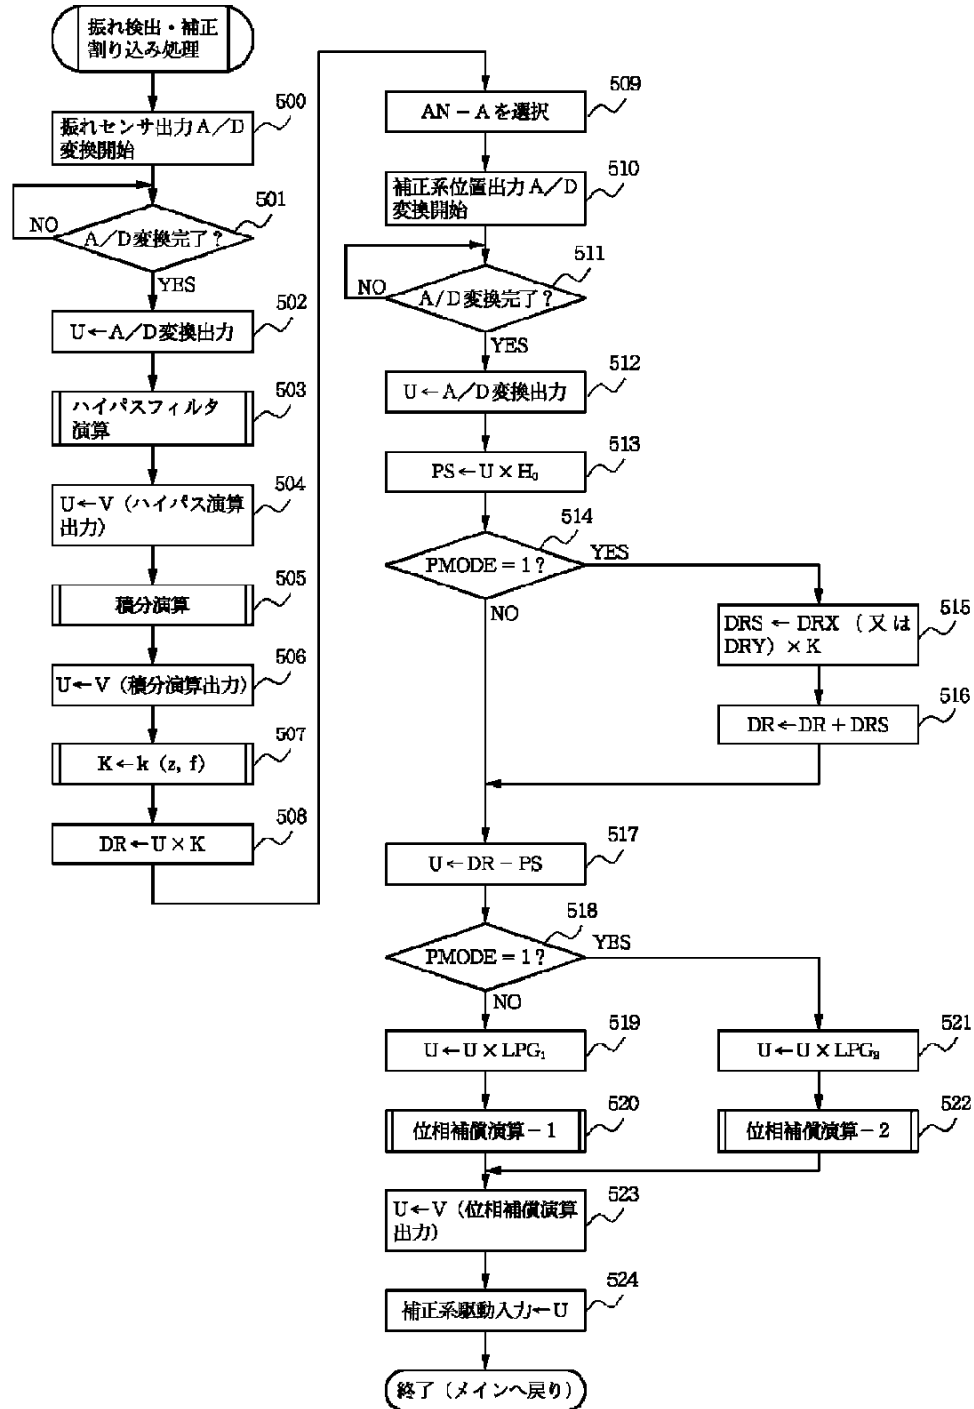 振れ検出・補正
割り込み処理
500
振れセンサ出力A／D
変換開始
501
NO
A／D変換完了？
YES
502
U←A／D変換出力
503
ハイパスフィルタ
演算
504
U←V（ハイパス演算
出力）
505
積分演算
506
U←V（積分演算出力）
507
K←k (z, f)
508
DR←U×K
509
AN－Aを選択
510
補正系位置出力A／D
変換開始
511
NO
A/D変換完了？
YES
512
U←A／D変換出力
513
PS←U×H₀
514
PMODE＝1？
YES
NO
515
DRS ← DRX （又は
DRY）×K
516
DR←DR＋DRS
517
U←DR－PS
518
PMODE＝1？
YES
NO
519
U←U×LPG₁
520
位相補償演算－1
521
U←U×LPG₂
522
位相補償演算－2
523
U←V（位相補償演算
出力）
524
補正系駆動入力←U
終了（メインへ戻り）